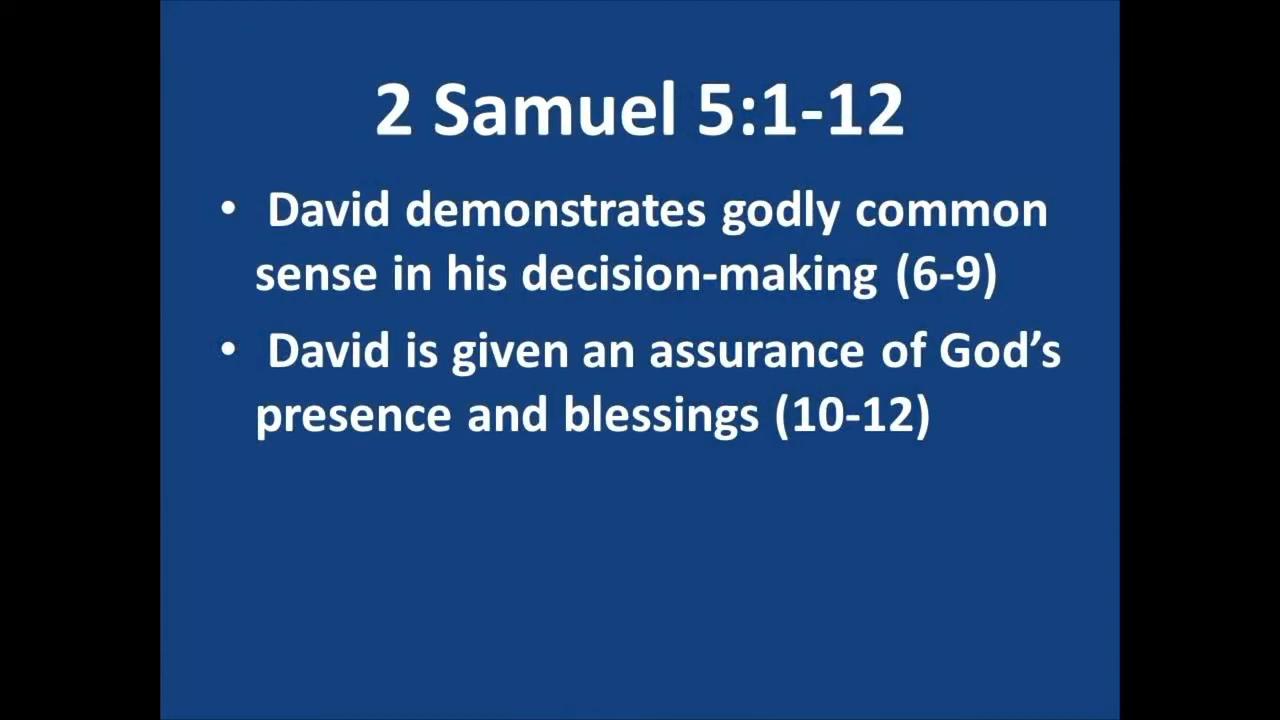 2 Samuel 5:1-12
• David demonstrates godly common
sense in his decision-making (6-9)
• David is given an assurance of God’s
presence and blessings (10-12)